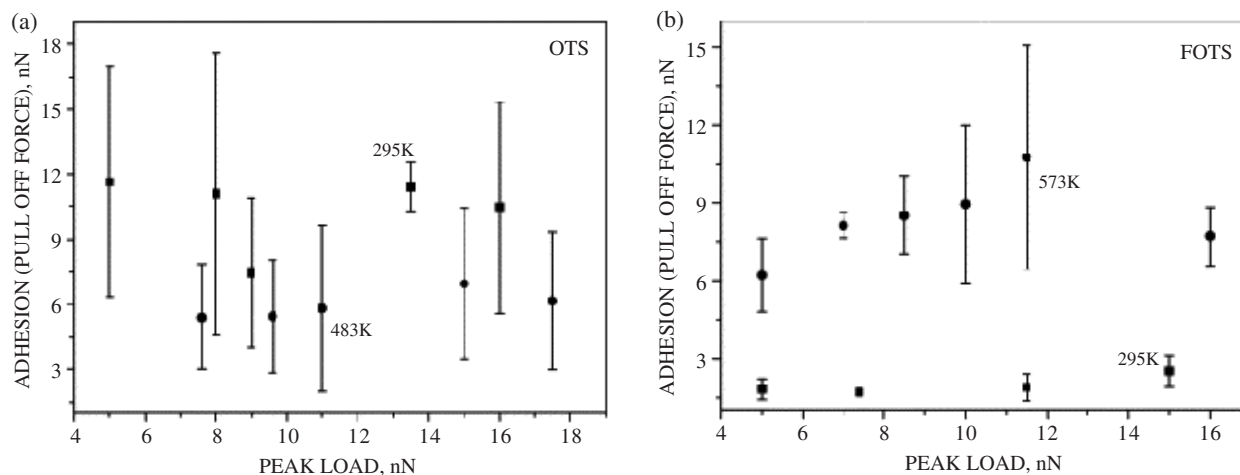 (a)
OTS
ADHESION (PULL OFF FORCE), nN
18
15
12
9
6
3
295K
483K
4 6 8 10 12 14 16 18
PEAK LOAD, nN
(b)
FOTS
ADHESION (PULL OFF FORCE), nN
15
12
9
6
3
573K
295K
4 6 8 10 12 14 16
PEAK LOAD, nN